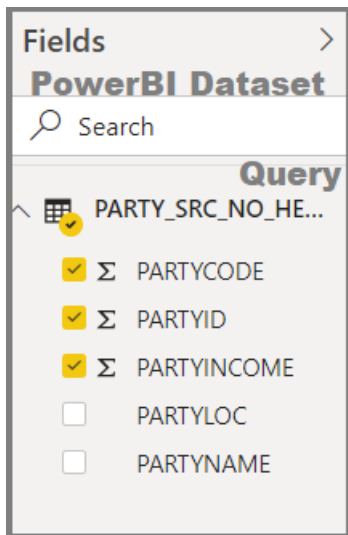 Fields
PowerBI Dataset
Search
Query
PARTY_SRC_NO_HE...
Σ PARTYCODE
Σ PARTYID
Σ PARTYINCOME
PARTYLOC
PARTYNAME